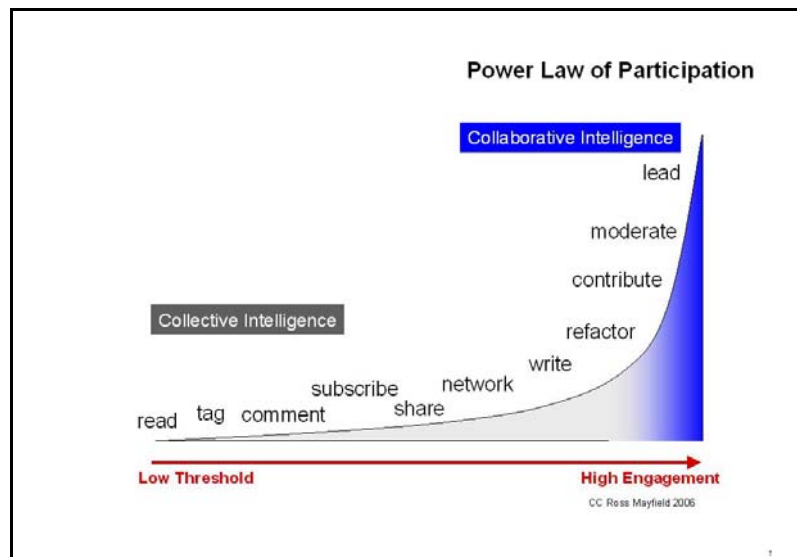 Power Law of Participation
Collaborative Intelligence
lead
moderate
contribute
Collective Intelligence
refactor
write
network
subscribe
share
comment
tag
read
Low Threshold
High Engagement
CC Ross Mayfield 2006